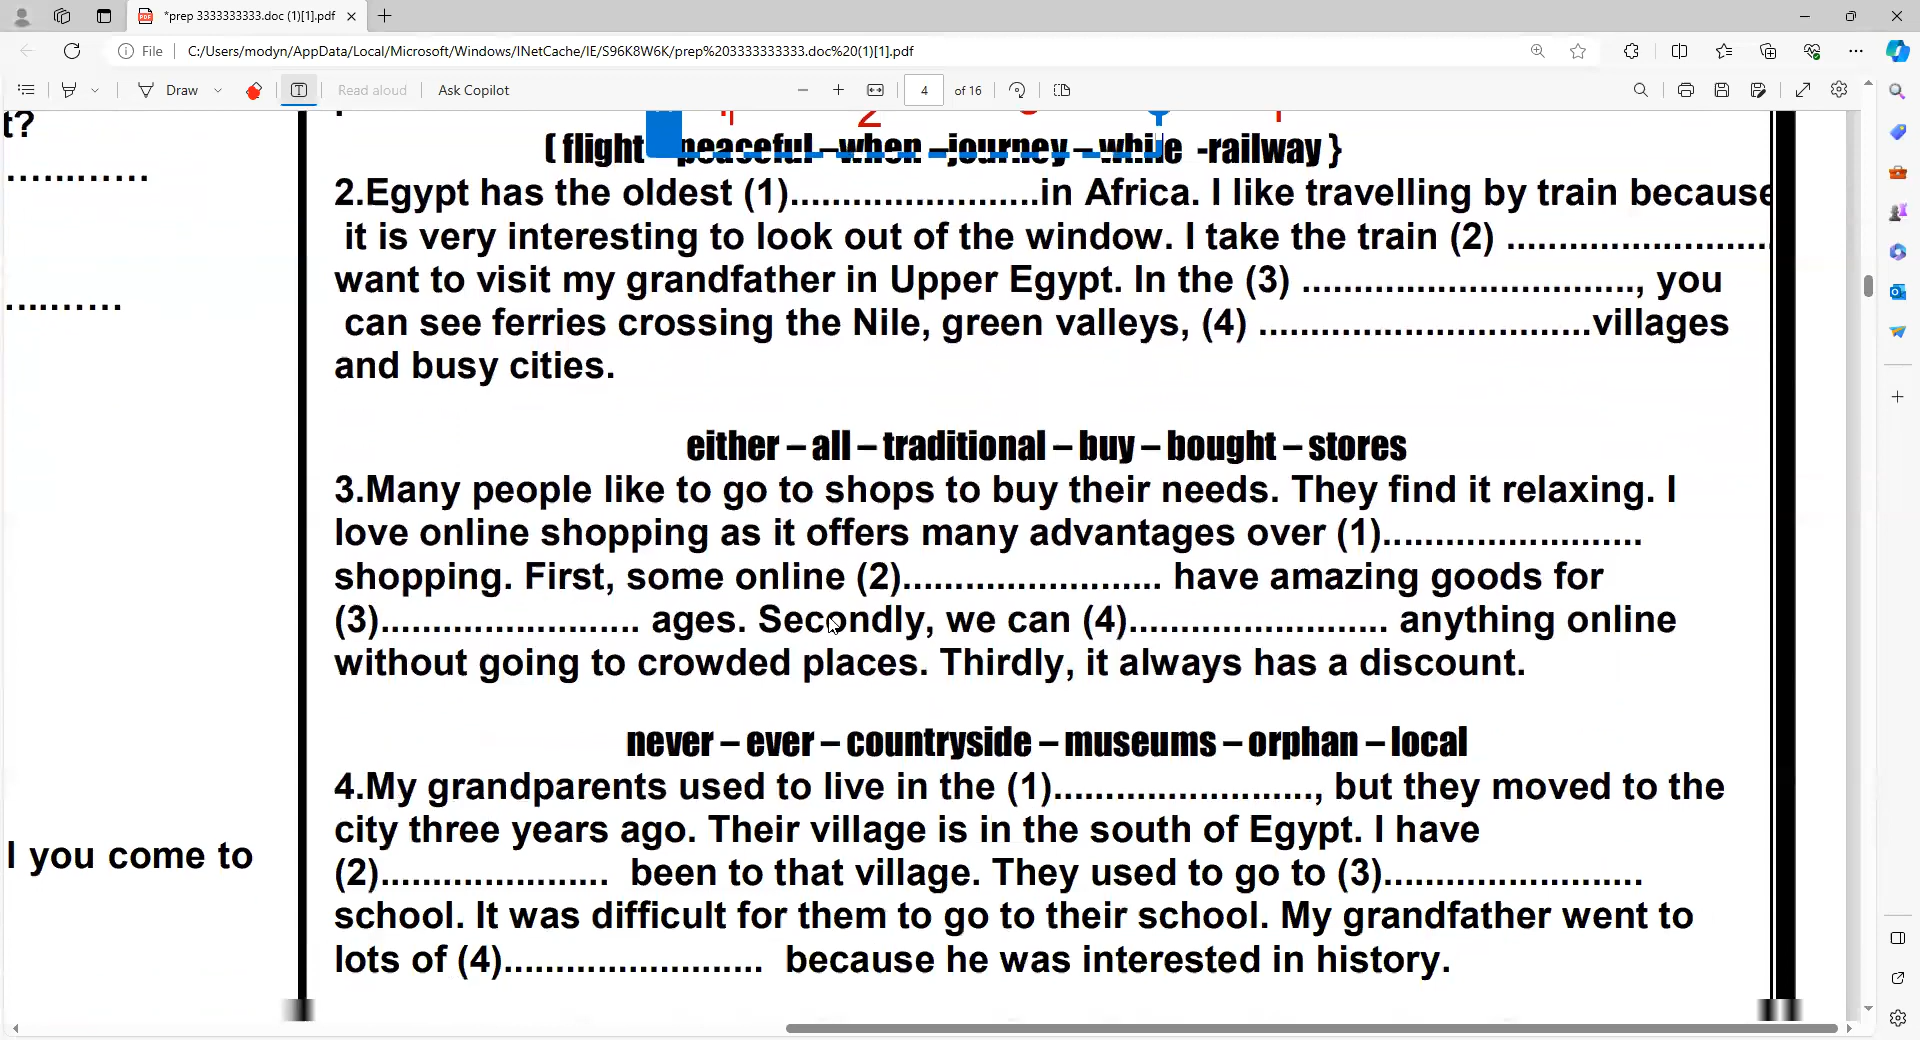 *prep 3333333333.doc (1)[1].pdf
File
C:/Users/modyn/AppData/Local/Microsoft/Windows/INetCache/IE/S96K8W6K/prep%203333333333.doc%20(1)[1].pdf
Draw
Read aloud
Ask Copilot
4
of 16
t?
2
( flight peaceful –when –journey – while -railway }
..............
2.Egypt has the oldest (1)........................in Africa. I like travelling by train because
it is very interesting to look out of the window. I take the train (2) .........................
want to visit my grandfather in Upper Egypt. In the (3) ..............................., you
...........
can see ferries crossing the Nile, green valleys, (4) ...............................villages
and busy cities.
either – all – traditional – buy – bought – stores
3.Many people like to go to shops to buy their needs. They find it relaxing. I
love online shopping as it offers many advantages over (1).........................
shopping. First, some online (2)......................... have amazing goods for
(3)......................... ages. Secondly, we can (4)......................... anything online
without going to crowded places. Thirdly, it always has a discount.
never – ever – countryside – museums – orphan – local
4.My grandparents used to live in the (1)........................., but they moved to the
city three years ago. Their village is in the south of Egypt. I have
l you come to
(2)...................... been to that village. They used to go to (3).........................
school. It was difficult for them to go to their school. My grandfather went to
lots of (4)......................... because he was interested in history.